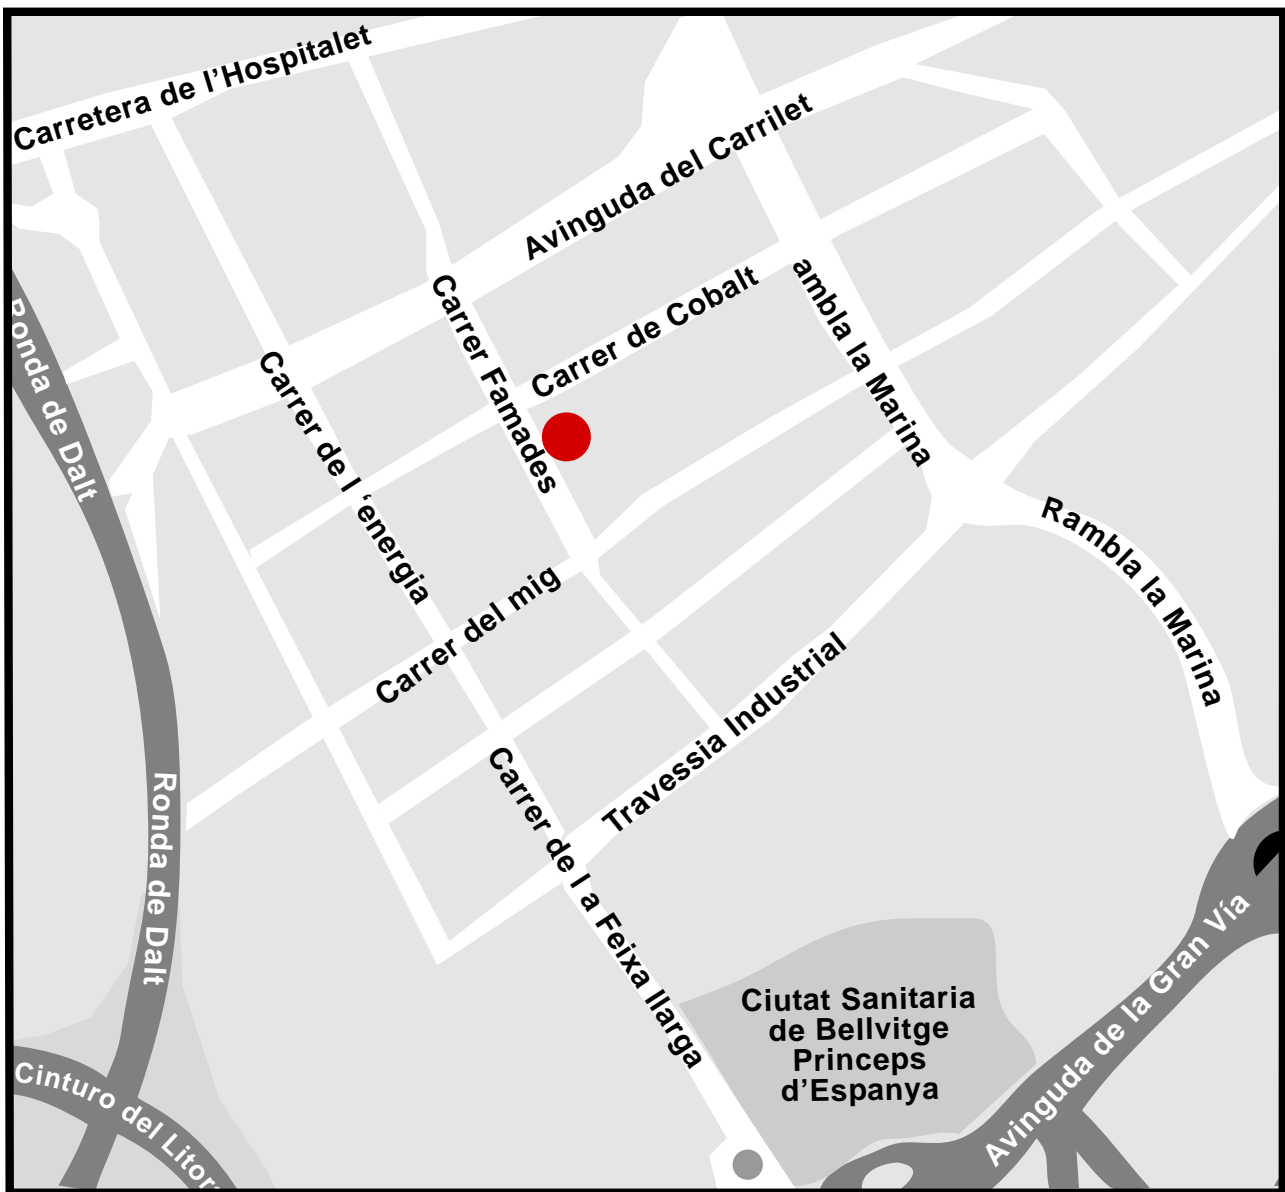 Carretera de l’Hospitalet
Avinguda del Carrilet
Carrer Famades
Carrer de Cobalt
ambla la Marina
Ronda de Dalt
Carrer de l ‘energia
Rambla la Marina
Carrer del mig
Travessia Industrial
Ronda de Dalt
Carrer de l a Feixa llarga
Avinguda de la Gran Vía
Ciutat Sanitaria
de Bellvitge
Princeps
d’Espanya
Cinturo del Litora